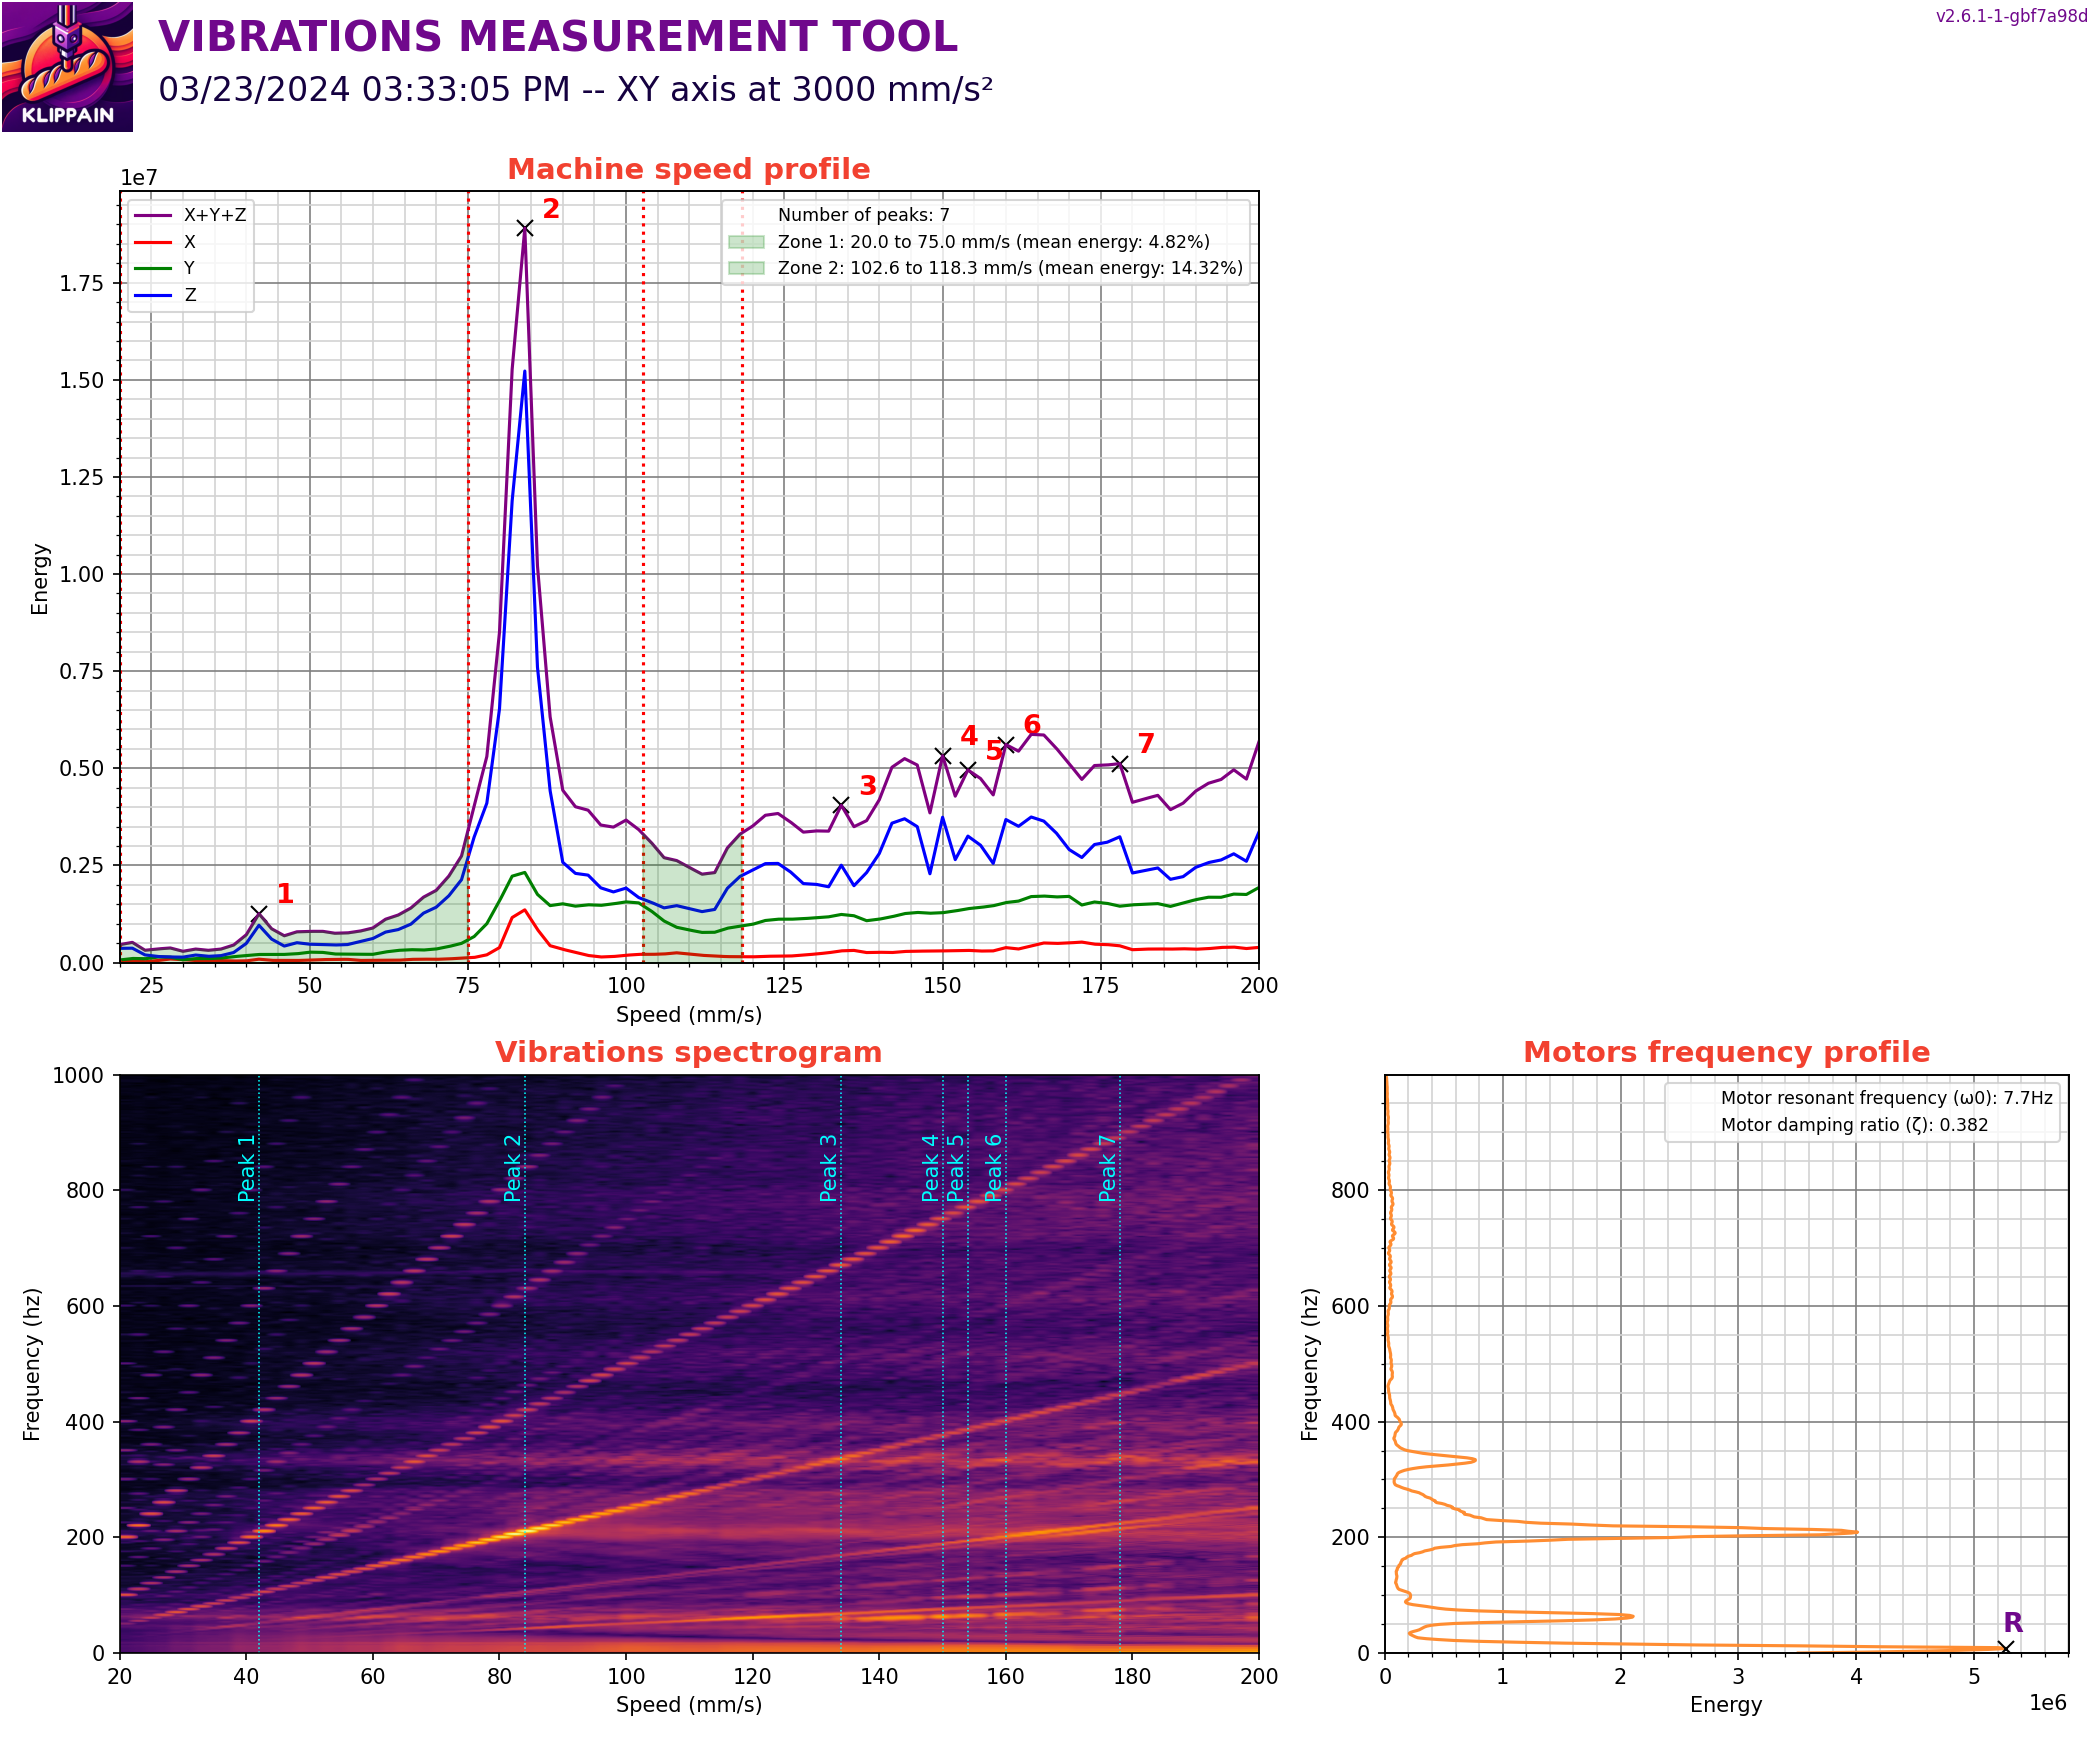 v2.6.1-1-gbf7a98d
KLIPPAIN
VIBRATIONS MEASUREMENT TOOL
03/23/2024 03:33:05 PM -- XY axis at 3000 mm/s²
Machine speed profile
1e7
X+Y+Z
X
Y
Z
Number of peaks: 7
Zone 1: 20.0 to 75.0 mm/s (mean energy: 4.82%)
Zone 2: 102.6 to 118.3 mm/s (mean energy: 14.32%)
1
2
3
4
5
6
7
1.75
1.50
1.25
1.00
0.75
0.50
0.25
0.00
Energy
25 50 75 100 125 150 175 200
Speed (mm/s)
Vibrations spectrogram
1000
800
600
400
200
0
Frequency (hz)
Peak 1
Peak 2
Peak 3
Peak 4
Peak 5
Peak 6
Peak 7
20 40 60 80 100 120 140 160 180 200
Speed (mm/s)
Motors frequency profile
Motor resonant frequency (ω0): 7.7Hz
Motor damping ratio (ζ): 0.382
800
600
400
200
0
Frequency (hz)
R
0 1 2 3 4 5
Energy
1e6